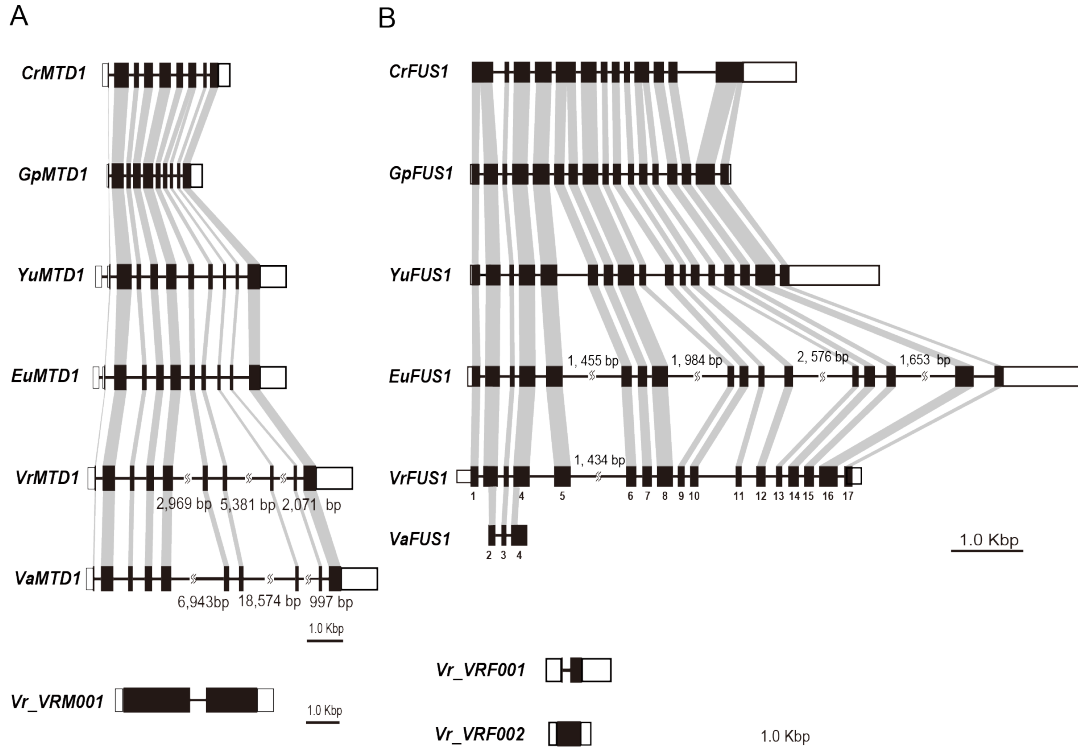 A
B
CrMTD1
GpMTD1
YuMTD1
EuMTD1
VrMTD1
2,969 bp
5,381 bp
2,071 bp
VaMTD1
6,943bp
18,574 bp
997 bp
1.0 Kbp
Vr_VRM001
1.0 Kbp
CrFUS1
GpFUS1
YuFUS1
EuFUS1
1, 455 bp
1, 984 bp
2, 576 bp
1,653 bp
VrFUS1
1, 434 bp
1 2 3 4 5 6 7 8 9 10 11 12 13 14 15 16 17
VaFUS1
2 3 4
1.0 Kbp
Vr_VRF001
Vr_VRF002
1.0 Kbp